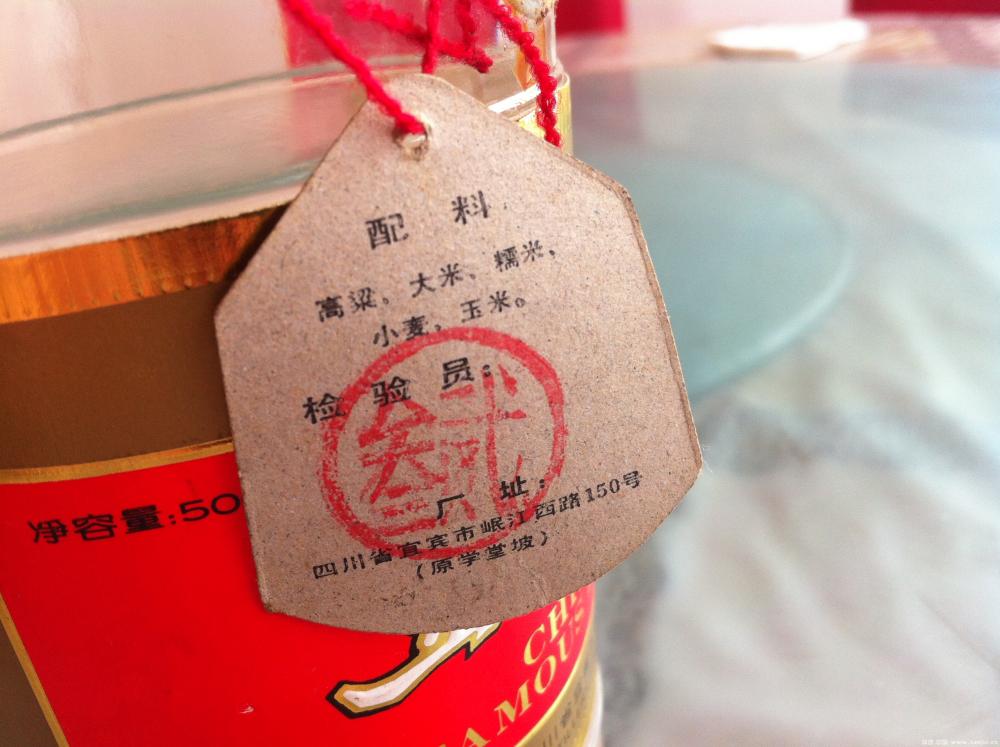 配 料
高粱。大米、糯米，
小麦，玉米。
检 验 员：
叁
厂 址：
四川省宜宾市岷江西路150号
(原学堂坡)
净容量:50
CH
AMOUS